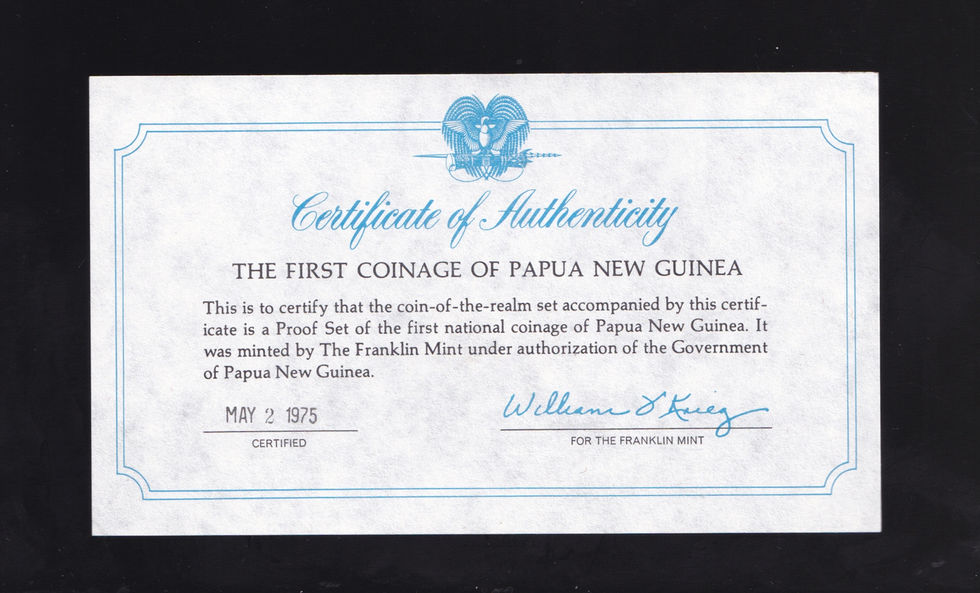 Certificate of Authenticity
THE FIRST COINAGE OF PAPUA NEW GUINEA
This is to certify that the coin-of-the-realm set accompanied by this certif-
icate is a Proof Set of the first national coinage of Papua New Guinea. It
was minted by The Franklin Mint under authorization of the Government
of Papua New Guinea.
MAY 2 1975
CERTIFIED
William D Krieg
FOR THE FRANKLIN MINT